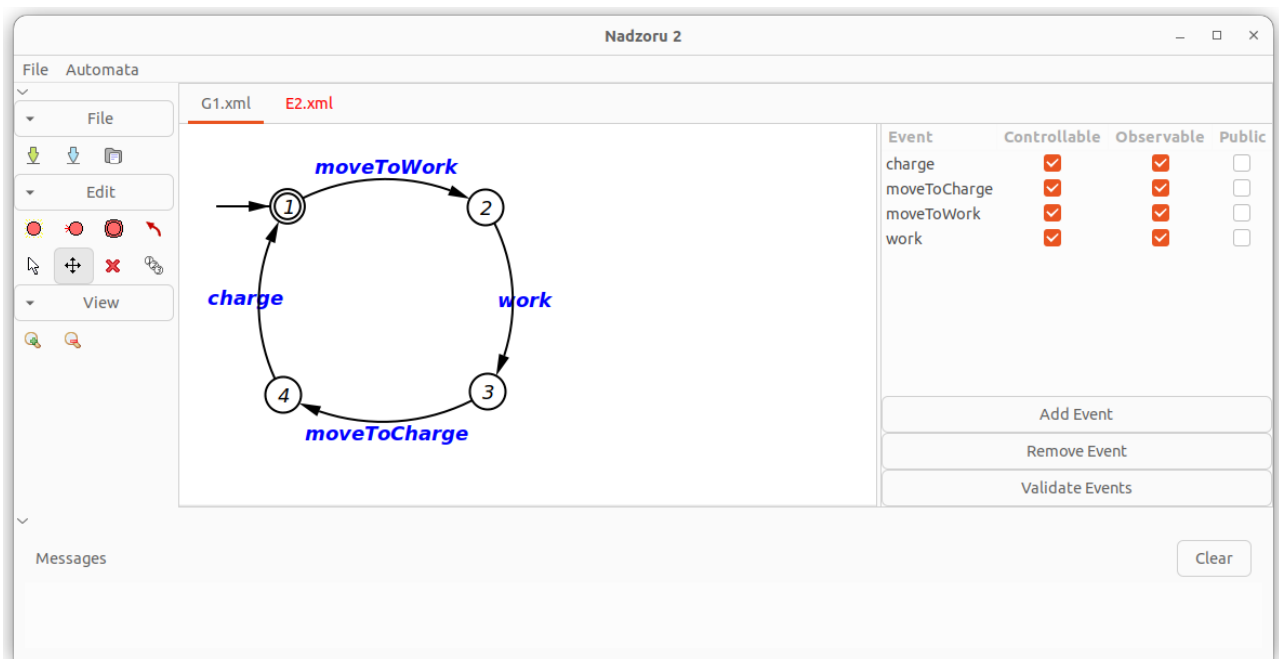 Nadzoru 2
File Automata
File
Edit
View
G1.xml E2.xml
moveToWork
1
2
charge
work
4
3
moveToCharge
Event Controllable Observable Public
charge
moveToCharge
moveToWork
work
Add Event
Remove Event
Validate Events
Messages
Clear